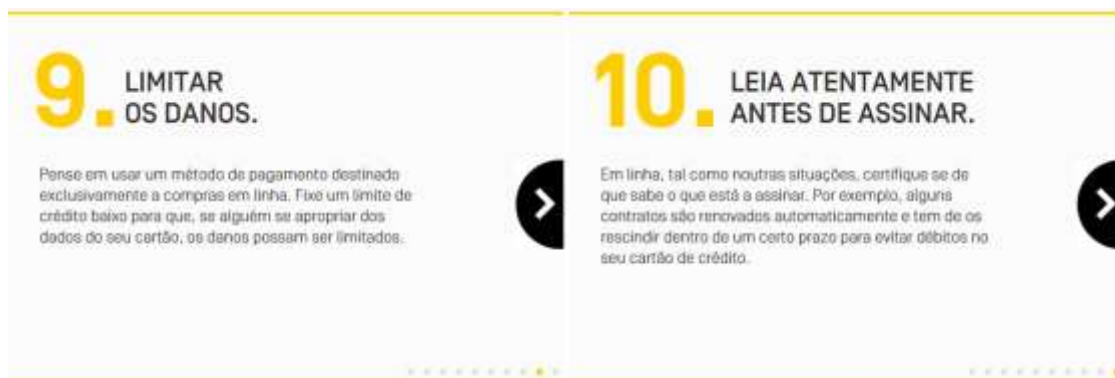 9. LIMITAR
OS DANOS.
Pense em usar um método de pagamento destinado
exclusivamente a compras em linha. Fixe um limite de
crédito baixo para que, se alguém se apropriar dos
dados do seu cartão, os danos possam ser limitados.
10. LEIA ATENTAMENTE
ANTES DE ASSINAR.
Em linha, tal como noutras situações, certifique se de
que sabe o que está a assinar. Por exemplo, alguns
contratos são renovados automaticamente e tem de os
rescindir dentro de um certo prazo para evitar débitos no
seu cartão de crédito.